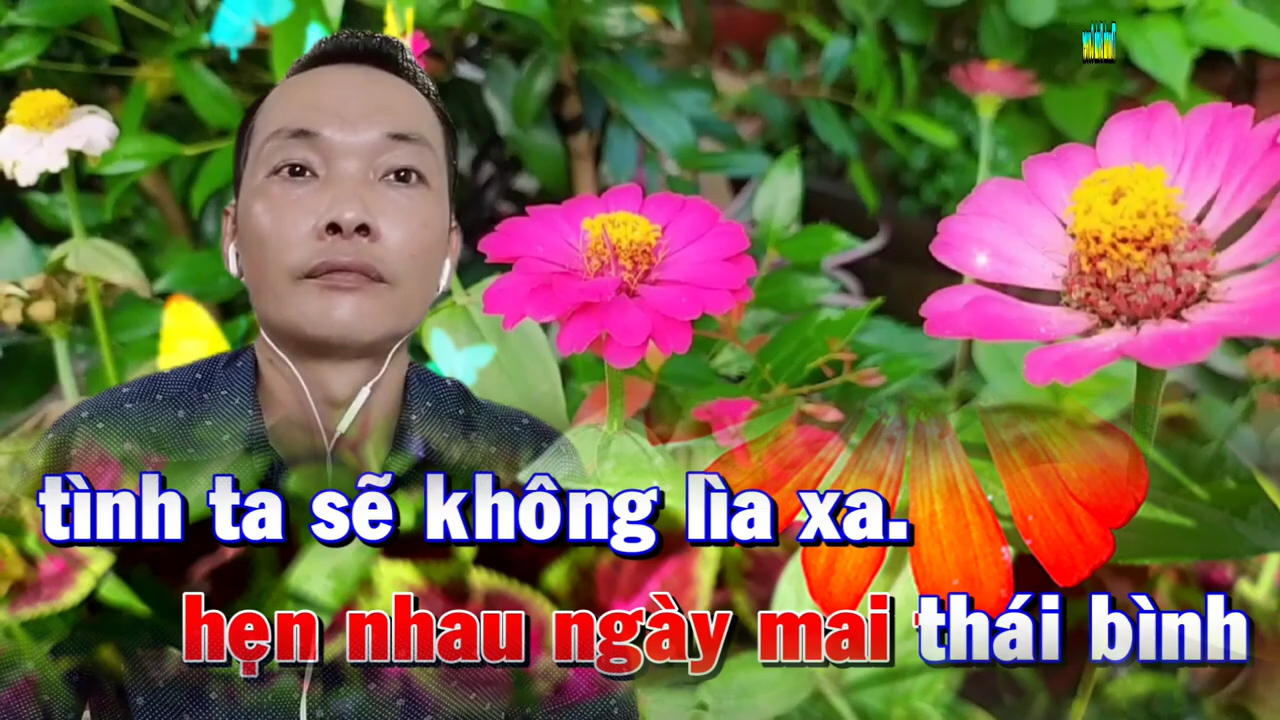 tình ta sẽ không lìa xa.
hẹn nhau ngày mai thái bình